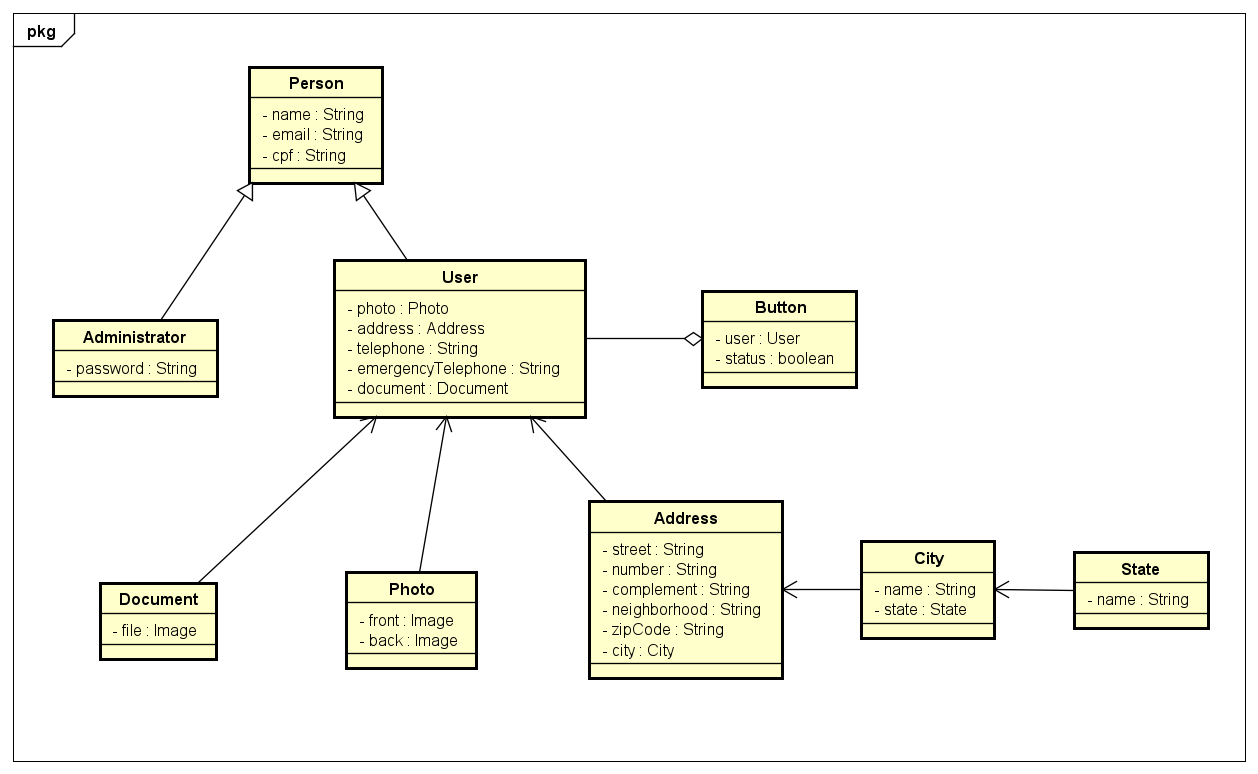 pkg
Person
- name : String
- email : String
- cpf : String
User
- photo : Photo
- address : Address
- telephone : String
- emergencyTelephone : String
- document : Document
Button
- user : User
- status : boolean
Administrator
- password : String
Document
- file : Image
Photo
- front : Image
- back : Image
Address
- street : String
- number : String
- complement : String
- neighborhood : String
- zipCode : String
- city : City
City
- name : String
- state : State
State
- name : String